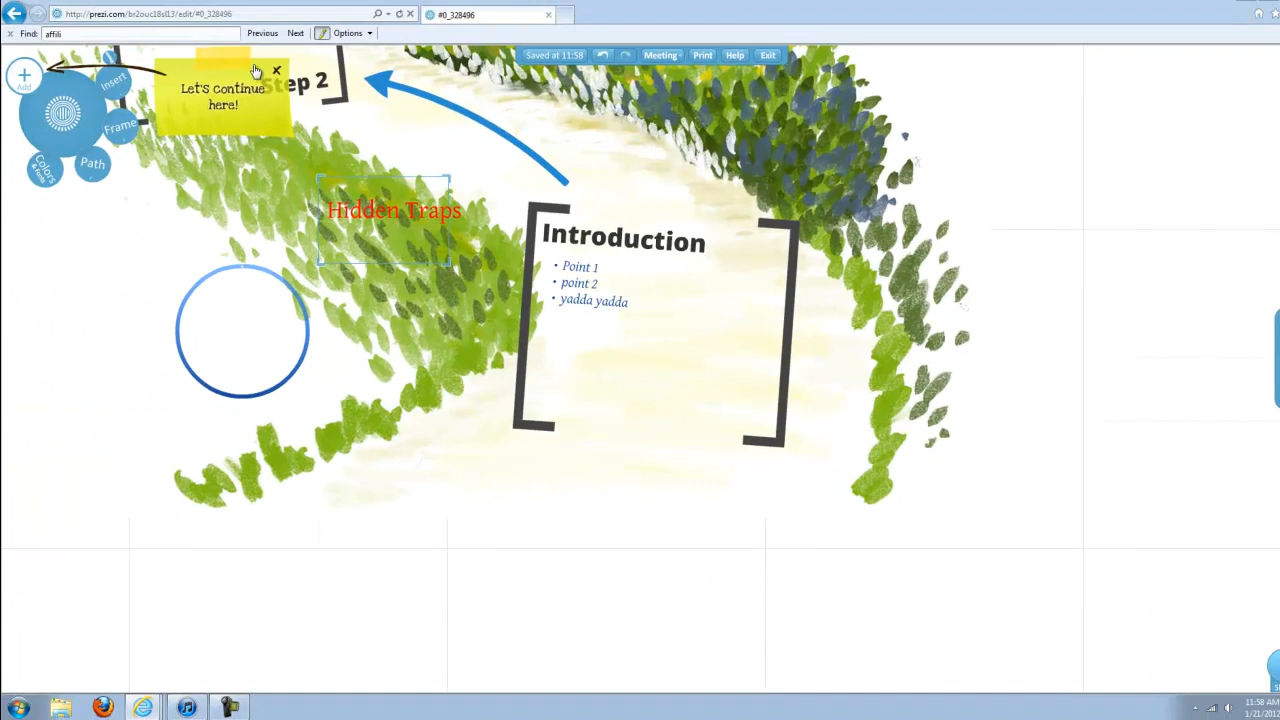 http://prezi.com/br2ouc18sl13/edit/#0_328496
#0_328496
Find: affili
Previous Next Options
Saved at 11:58 Meeting Print Help Exit
Add
Insert
Frame
Path
Colors
& Fonts
Let's continue
here!
Step 2
Hidden Traps
Introduction
• Point 1
• point 2
• yadda yadda
11:58 AM